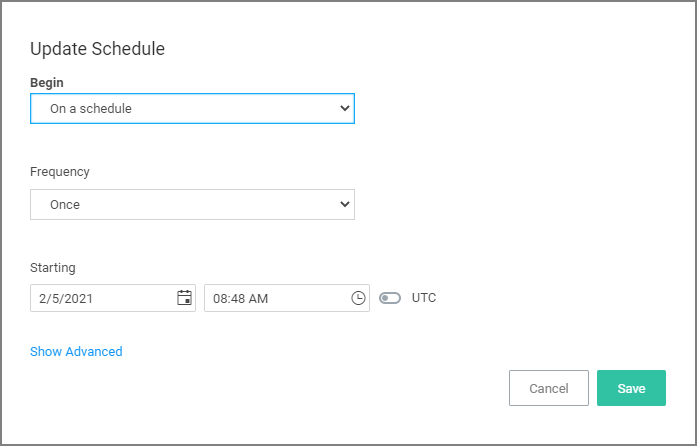 Update Schedule
Begin
On a schedule
Frequency
Once
Starting
2/5/2021 08:48 AM UTC
Show Advanced
Cancel Save